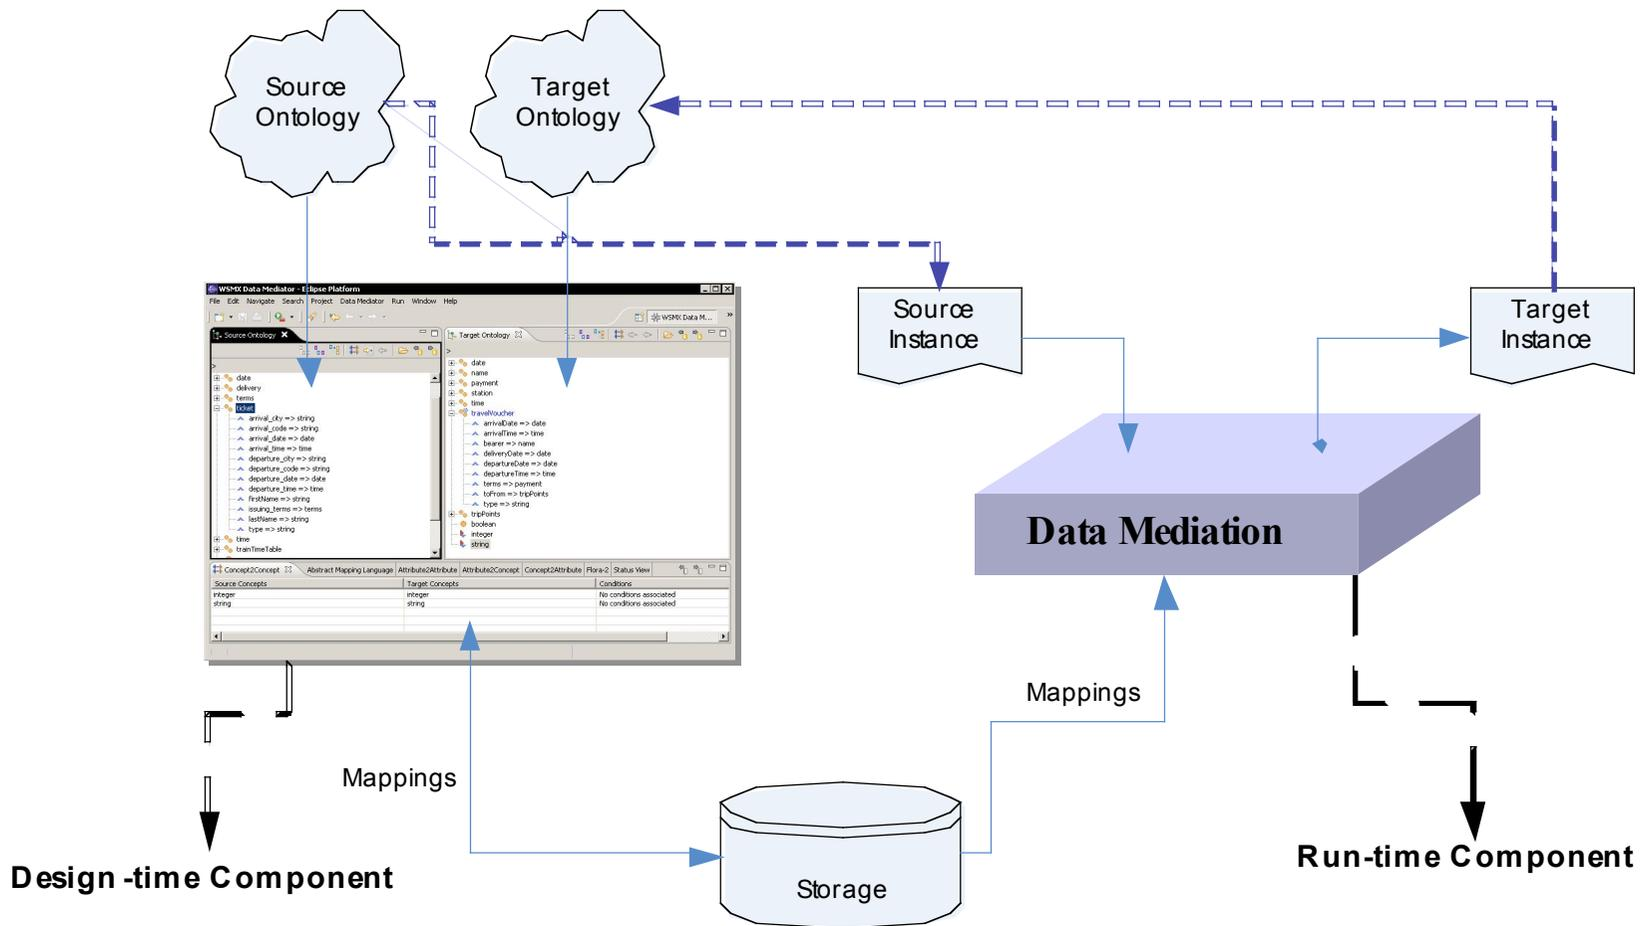 Source
Ontology
Target
Ontology
WSMX Data Mediator - Eclipse Platform
File Edit Navigate Search Project Data Mediator Run Window Help
WSMX Data M... »
Source Ontology
Target Ontology
>
>
date
delivery
terms
ticket
arrival_city => string
arrival_code => string
arrival_date => date
arrival_time => time
departure_city => string
departure_code => string
departure_date => date
departure_time => time
firstName => string
issuing_terms => terms
lastName => string
type => string
time
trainTimeTable
date
name
payment
station
time
travelVoucher
arrivalDate => date
arrivalTime => time
bearer => name
deliveryDate => date
departureDate => date
departureTime => time
terms => payment
toFrom => tripPoints
type => string
tripPoints
boolean
integer
string
Concept2Concept Abstract Mapping Language Attribute2Attribute Attribute2Concept Concept2Attribute Flora-2 Status View
Source Concepts Target Concepts Conditions
integer integer No conditions associated
string string No conditions associated
Source
Instance
Target
Instance
Data Mediation
Mappings
Mappings
Storage
Design-time Component
Run-time Component